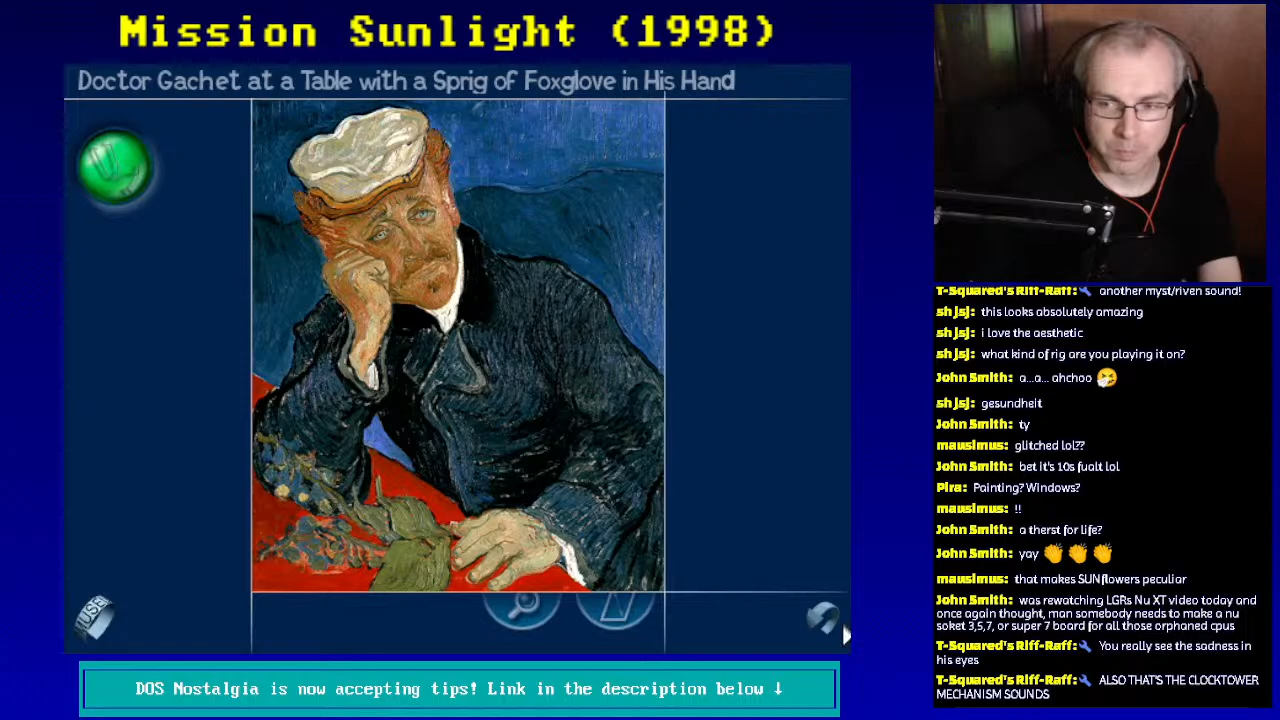 Mission Sunlight (1998)
Doctor Gachet at a Table with a Sprig of Foxglove in His Hand
T-Squared's Riff-Raff: another myst/riven sound!
sh jsj: this looks absolutely amazing
sh jsj: i love the aesthetic
sh jsj: what kind of rig are you playing it on?
John Smith: a...a... ahchoo 🤧
sh jsj: gesundheit
John Smith: ty
mausimus: glitched lol??
John Smith: bet it's 10s fualt lol
Pira: Painting? Windows?
mausimus: !!
John Smith: a therst for life?
John Smith: yay 👏 👏 👏
mausimus: that makes SUNflowers peculiar
John Smith: was rewatching LGRs Nu XT video today and
once again thought, man somebody needs to make a nu
soket 3,5,7, or super 7 board for all those orphaned cpus
T-Squared's Riff-Raff: You really see the sadness in
his eyes
T-Squared's Riff-Raff: ALSO THAT'S THE CLOCKTOWER
MECHANISM SOUNDS
DOS Nostalgia is now accepting tips! Link in the description below ↓